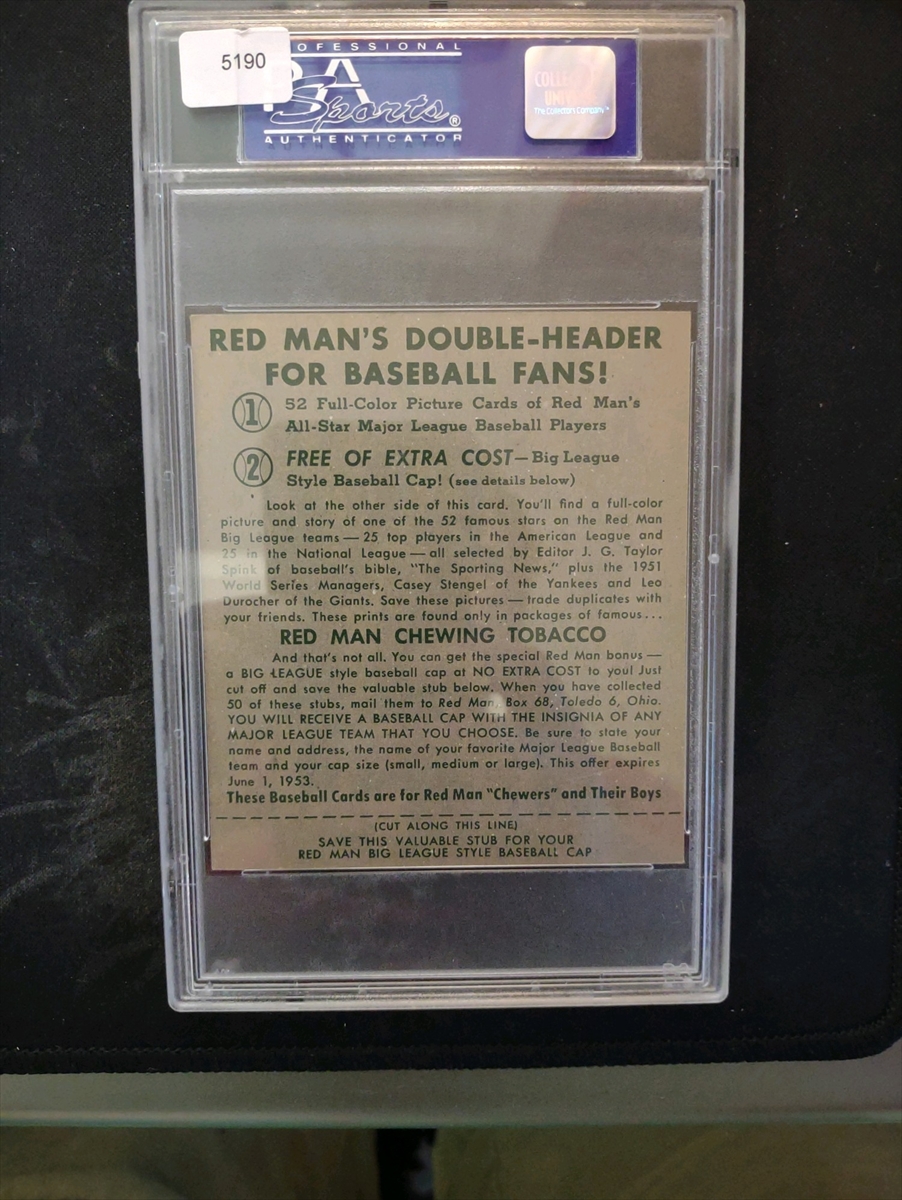 5190
OFESSIONAL
SA
Sports®
AUTHENTICATOR
COLLE
UNIV
The Collectors Company™
RED MAN'S DOUBLE-HEADER
FOR BASEBALL FANS!
1 52 Full-Color Picture Cards of Red Man's
All-Star Major League Baseball Players
2 FREE OF EXTRA COST—Big League
Style Baseball Cap! (see details below)
Look at the other side of this card. You'll find a full-color
picture and story of one of the 52 famous stars on the Red Man
Big League teams — 25 top players in the American League and
25 in the National League — all selected by Editor J. G. Taylor
Spink of baseball's bible, "The Sporting News," plus the 1951
World Series Managers, Casey Stengel of the Yankees and Leo
Durocher of the Giants. Save these pictures — trade duplicates with
your friends. These prints are found only in packages of famous...
RED MAN CHEWING TOBACCO
And that's not all. You can get the special Red Man bonus —
a BIG LEAGUE style baseball cap at NO EXTRA COST to you! Just
cut off and save the valuable stub below. When you have collected
50 of these stubs, mail them to Red Man, Box 68, Toledo 6, Ohio.
YOU WILL RECEIVE A BASEBALL CAP WITH THE INSIGNIA OF ANY
MAJOR LEAGUE TEAM THAT YOU CHOOSE. Be sure to state your
name and address, the name of your favorite Major League Baseball
team and your cap size (small, medium or large). This offer expires
June 1, 1953.
These Baseball Cards are for Red Man "Chewers" and Their Boys
(CUT ALONG THIS LINE)
SAVE THIS VALUABLE STUB FOR YOUR
RED MAN BIG LEAGUE STYLE BASEBALL CAP